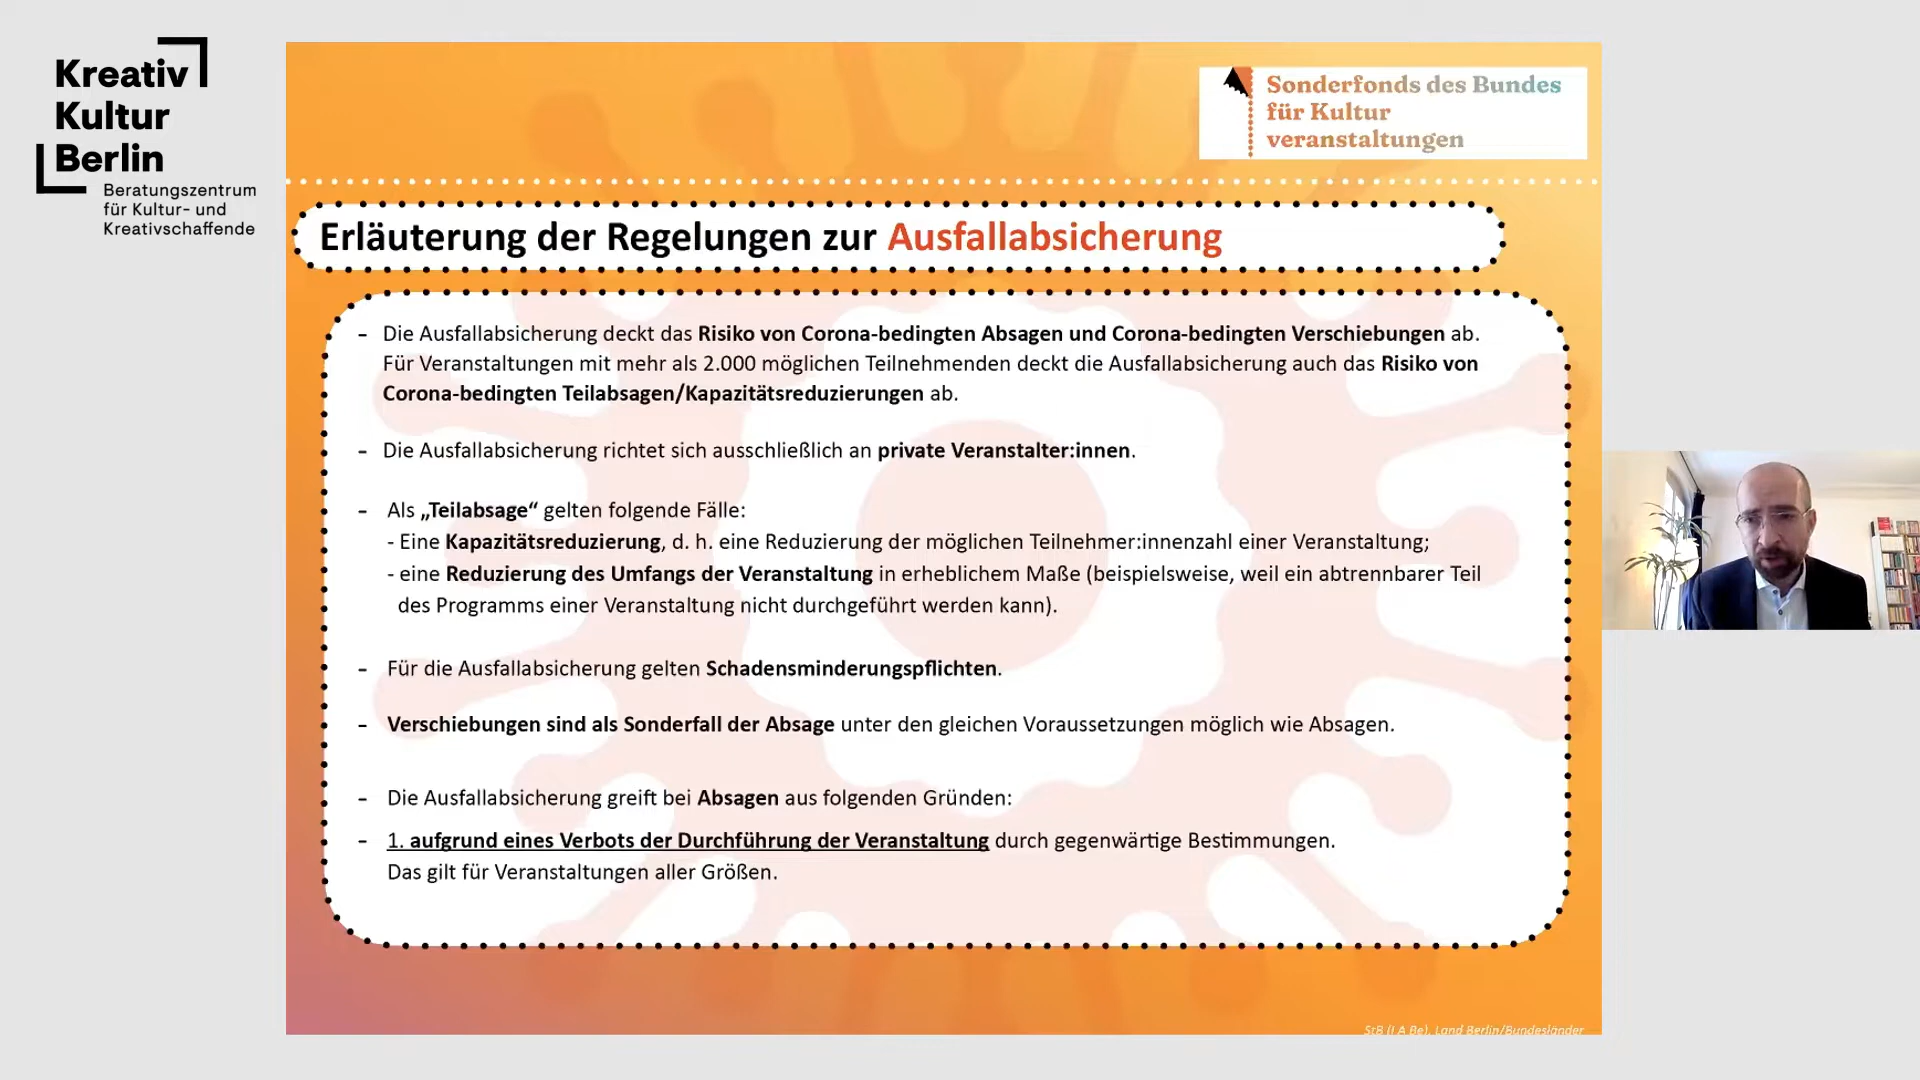 Kreativ
Kultur
Berlin
Beratungszentrum
für Kultur- und
Kreativschaffende
Sonderfonds des Bundes
für Kultur
veranstaltungen
Erläuterung der Regelungen zur Ausfallabsicherung
- Die Ausfallabsicherung deckt das Risiko von Corona-bedingten Absagen und Corona-bedingten Verschiebungen ab.
Für Veranstaltungen mit mehr als 2.000 möglichen Teilnehmenden deckt die Ausfallabsicherung auch das Risiko von
Corona-bedingten Teilabsagen/Kapazitätsreduzierungen ab.
- Die Ausfallabsicherung richtet sich ausschließlich an private Veranstalter:innen.
- Als „Teilabsage“ gelten folgende Fälle:
- Eine Kapazitätsreduzierung, d. h. eine Reduzierung der möglichen Teilnehmer:innenzahl einer Veranstaltung;
- eine Reduzierung des Umfangs der Veranstaltung in erheblichem Maße (beispielsweise, weil ein abtrennbarer Teil
des Programms einer Veranstaltung nicht durchgeführt werden kann).
- Für die Ausfallabsicherung gelten Schadensminderungspflichten.
- Verschiebungen sind als Sonderfall der Absage unter den gleichen Voraussetzungen möglich wie Absagen.
- Die Ausfallabsicherung greift bei Absagen aus folgenden Gründen:
- 1. aufgrund eines Verbots der Durchführung der Veranstaltung durch gegenwärtige Bestimmungen.
Das gilt für Veranstaltungen aller Größen.
StB (I A Be), Land Berlin/Bundesländer